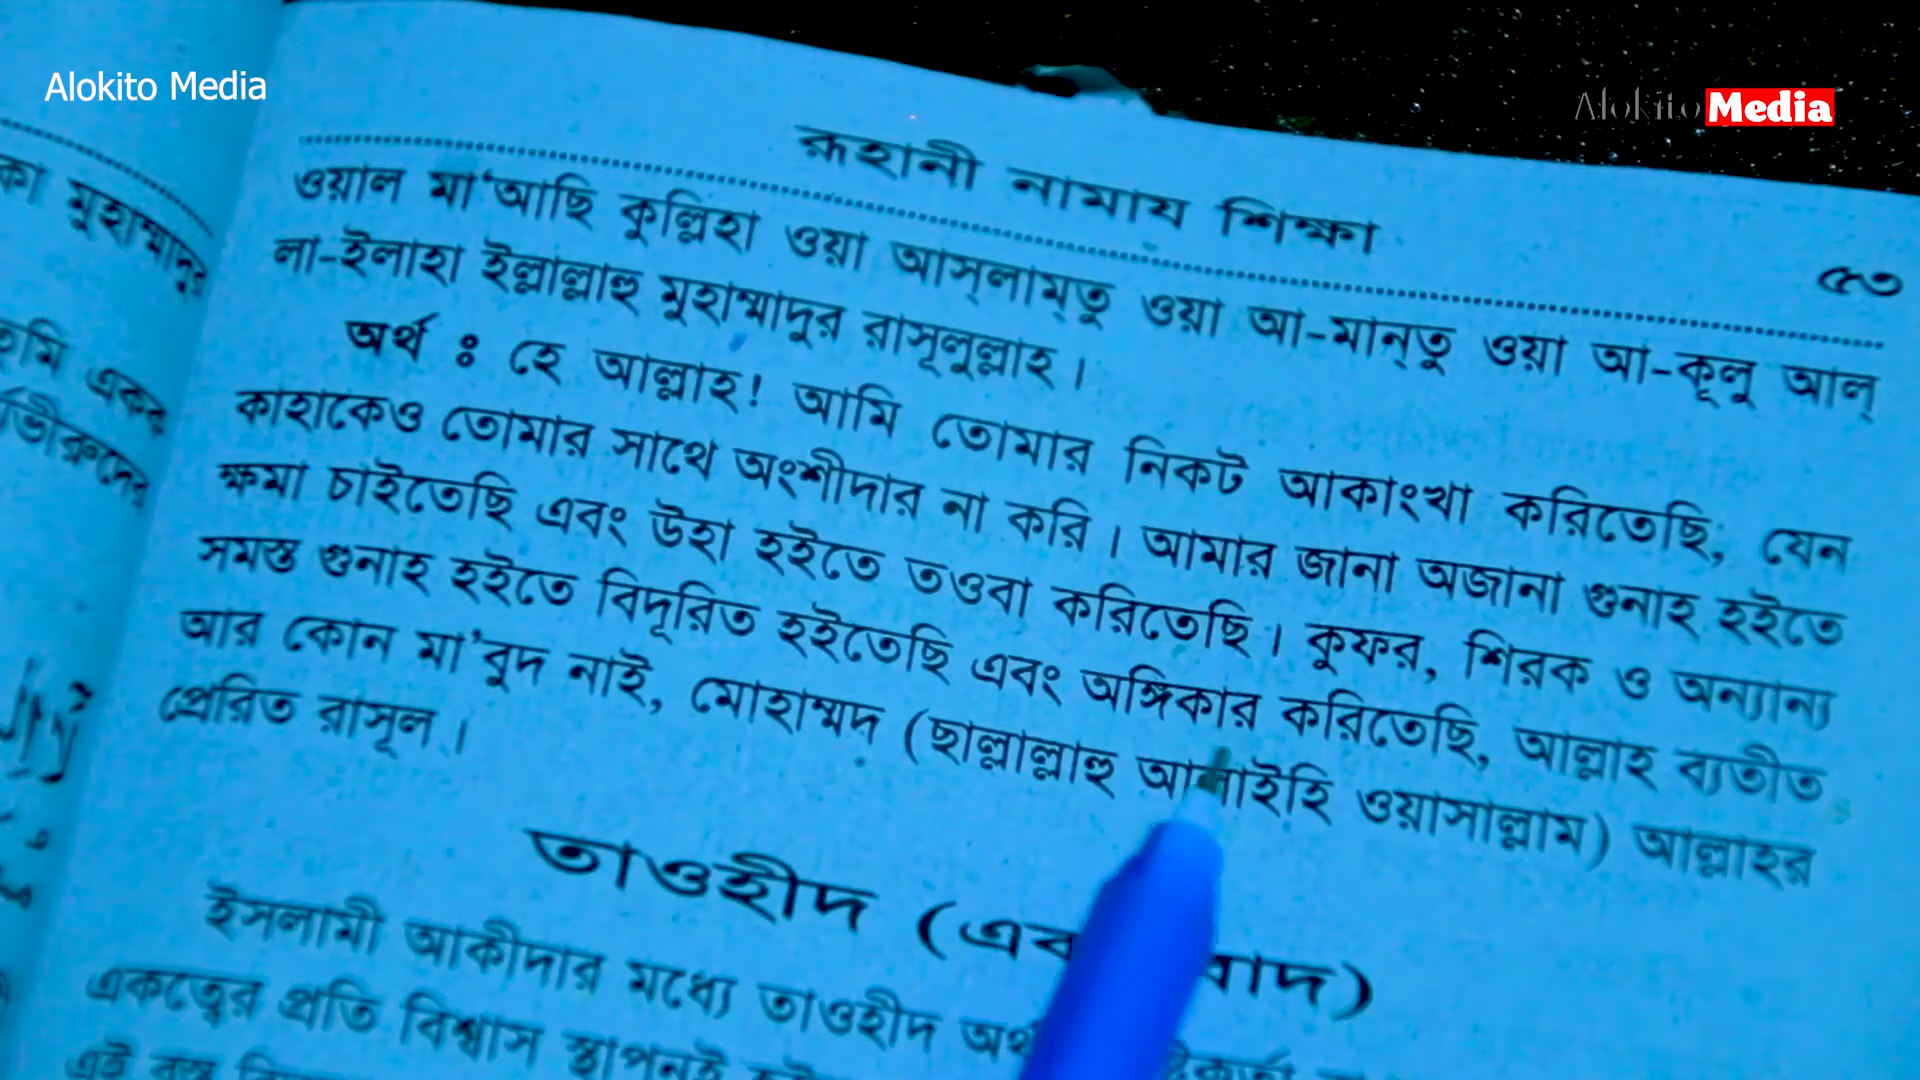 Alokito Media
Alokito Media
রূহানী নামায শিক্ষা
৫৩
ওয়াল মা‘আছি কুল্লিহা ওয়া আস্‌লাম্‌তু ওয়া আ-মান্‌তু ওয়া আ-কূলু আল্‌
লা-ইলাহা ইল্লাল্লাহু মুহাম্মাদুর রাসূলুল্লাহ।
অর্থ ঃ হে আল্লাহ! আমি তোমার নিকট আকাংখা করিতেছি, যেন
কাহাকেও তোমার সাথে অংশীদার না করি। আমার জানা অজানা গুনাহ হইতে
ক্ষমা চাইতেছি এবং উহা হইতে তওবা করিতেছি। কুফর, শিরক ও অন্যান্য
সমস্ত গুনাহ হইতে বিদূরিত হইতেছি এবং অঙ্গিকার করিতেছি, আল্লাহ ব্যতীত
আর কোন মা’বুদ নাই, মোহাম্মদ (ছাল্লাল্লাহু আলাইহি ওয়াসাল্লাম) আল্লাহর
প্রেরিত রাসূল।
তাওহীদ
ইসলামী আকীদার মধ্যে তাওহীদ
একত্বের প্রতি বিশ্বাস স্থাপনই
কা মুহাম্মাদুর